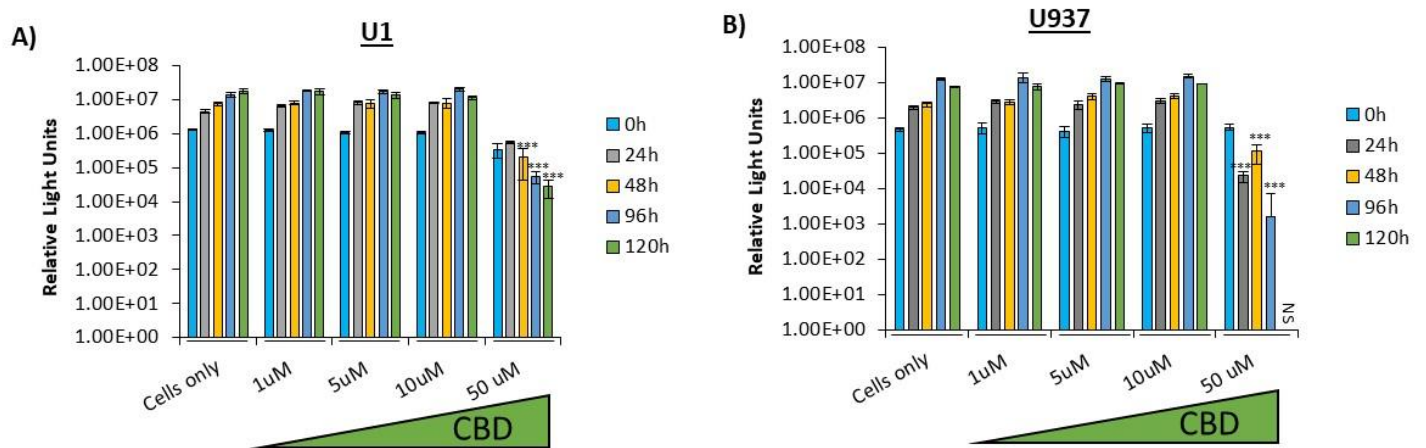 A)
U1
Relative Light Units
1.00E+08
1.00E+07
1.00E+06
1.00E+05
1.00E+04
1.00E+03
1.00E+02
1.00E+01
1.00E+00
***
***
***
Cells only
1uM
5uM
10uM
50 uM
CBD
0h
24h
48h
96h
120h
B)
U937
Relative Light Units
1.00E+08
1.00E+07
1.00E+06
1.00E+05
1.00E+04
1.00E+03
1.00E+02
1.00E+01
1.00E+00
***
***
***
NS
Cells only
1uM
5uM
10uM
50 uM
CBD
0h
24h
48h
96h
120h